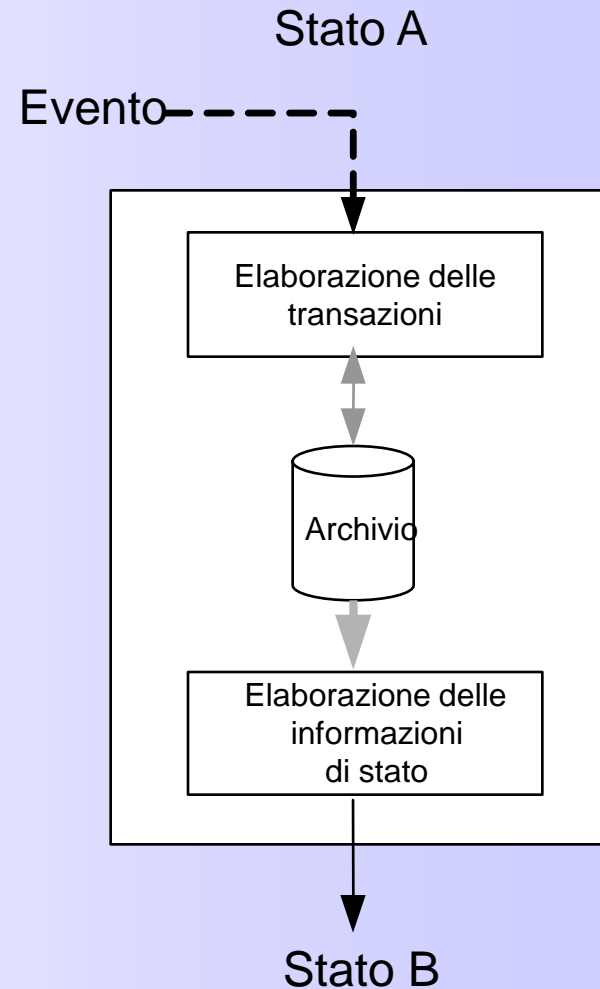 Stato A
Evento
Elaborazione delle
transazioni
Archivio
Elaborazione delle
informazioni
di stato
Stato B